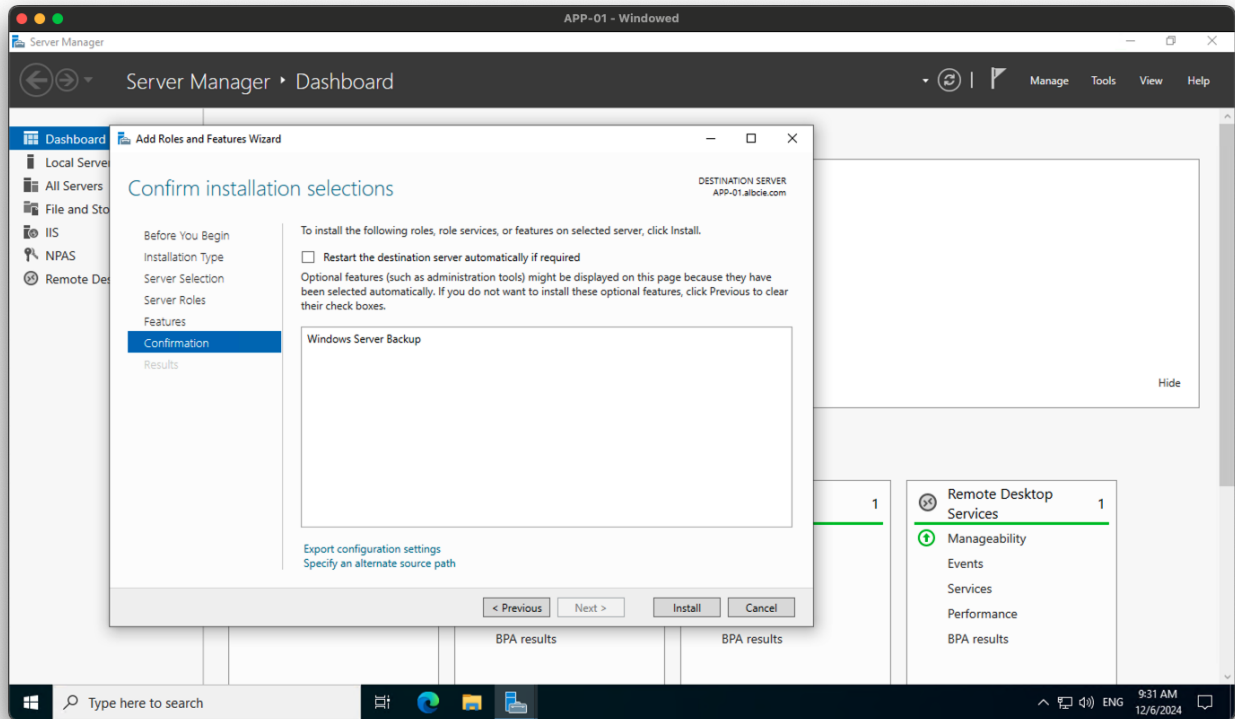 APP-01 - Windowed
Server Manager
Server Manager ‣ Dashboard
Manage Tools View Help
Dashboard
Local Server
All Servers
File and Sto
IIS
NPAS
Remote Des
Add Roles and Features Wizard
Confirm installation selections
DESTINATION SERVER
APP-01.albcie.com
Before You Begin
Installation Type
Server Selection
Server Roles
Features
Confirmation
Results
To install the following roles, role services, or features on selected server, click Install.
Restart the destination server automatically if required
Optional features (such as administration tools) might be displayed on this page because they have
been selected automatically. If you do not want to install these optional features, click Previous to clear
their check boxes.
Windows Server Backup
Export configuration settings
Specify an alternate source path
< Previous
Next >
Install
Cancel
Hide
BPA results
1
BPA results
Remote Desktop
Services
1
Manageability
Events
Services
Performance
BPA results
Type here to search
ENG
9:31 AM
12/6/2024